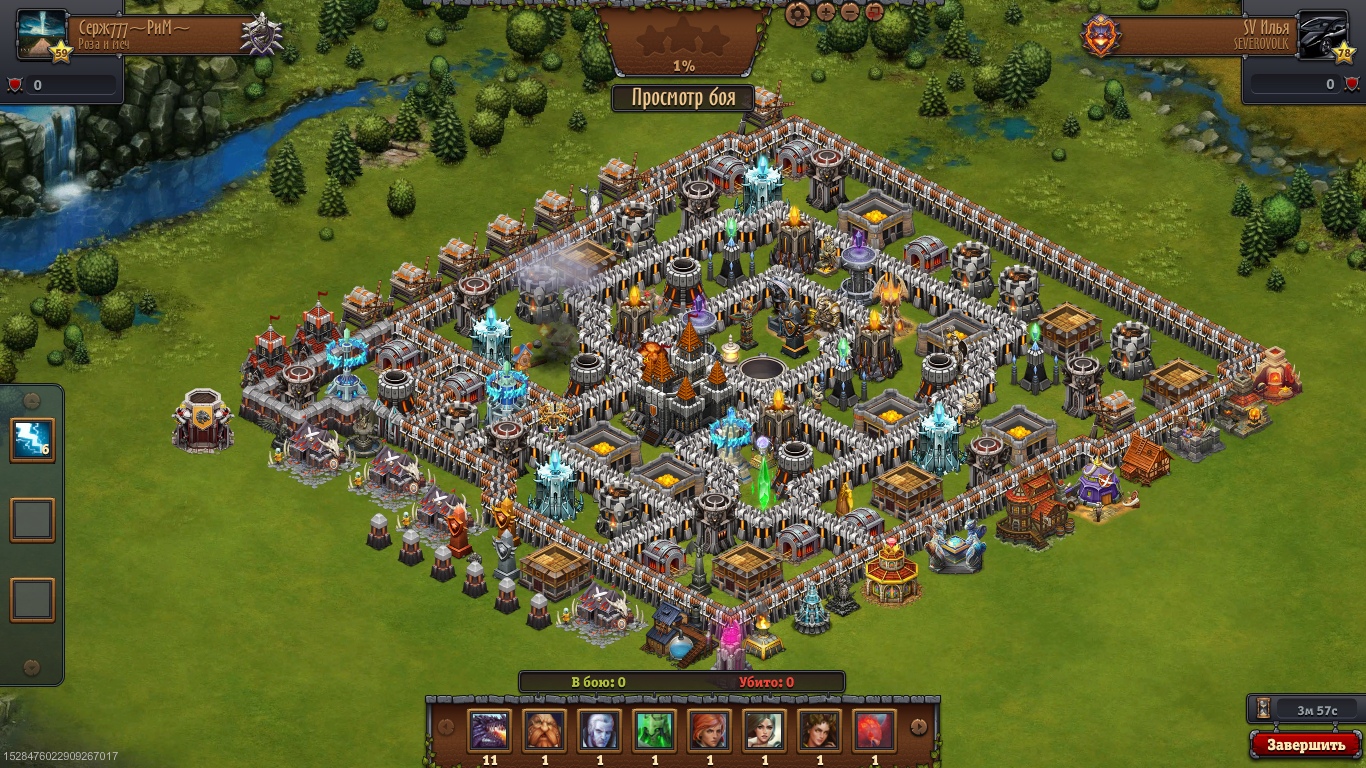 Серж777~РиМ~
Роза и меч
59
0
1%
Просмотр боя
SV Илья
SEVEROVOLK
78
0
6
В бою: 0
Убито: 0
11
1
1
1
1
1
1
1
3м 57с
Завершить
1528476022909267017